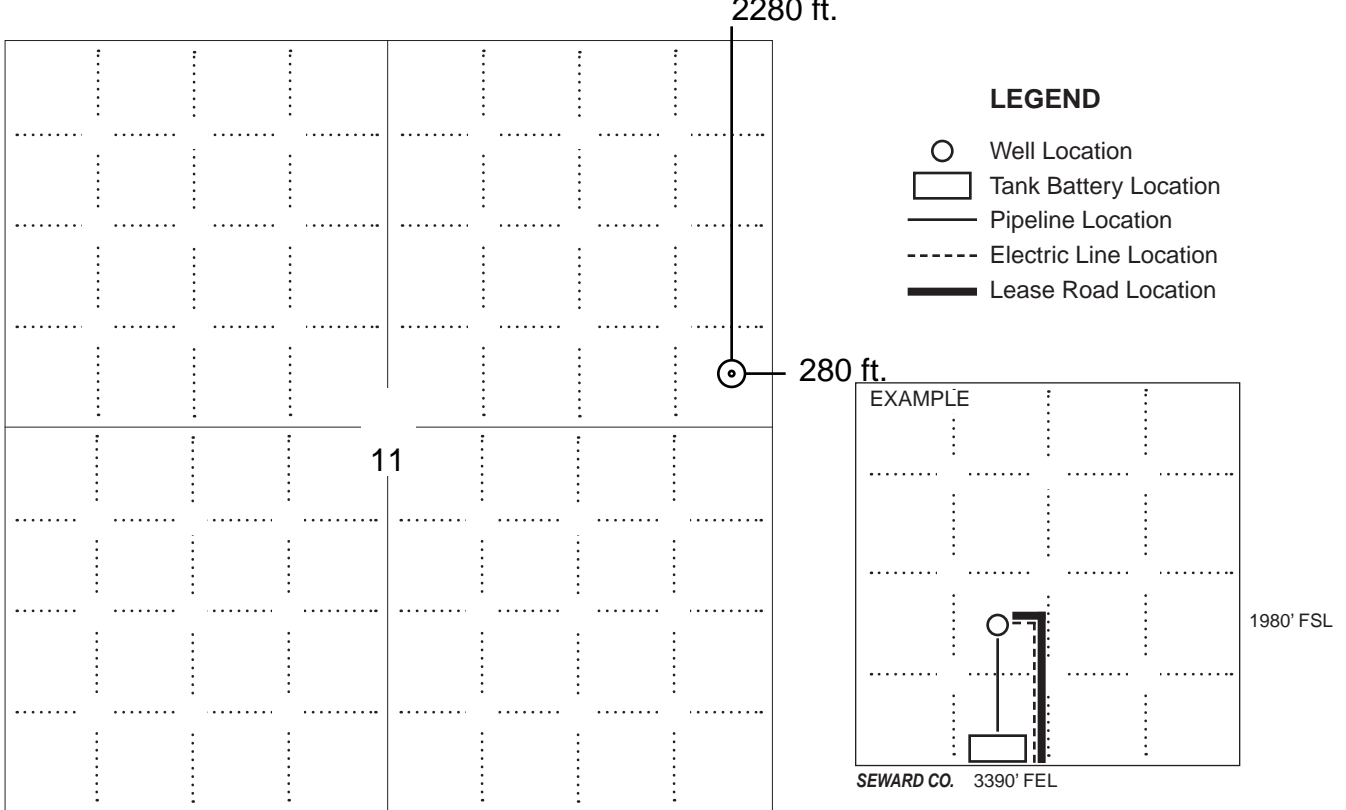 2280 ft.
LEGEND
Well Location
Tank Battery Location
Pipeline Location
Electric Line Location
Lease Road Location
280 ft.
EXAMPLE
11
1980' FSL
SEWARD CO. 3390' FEL